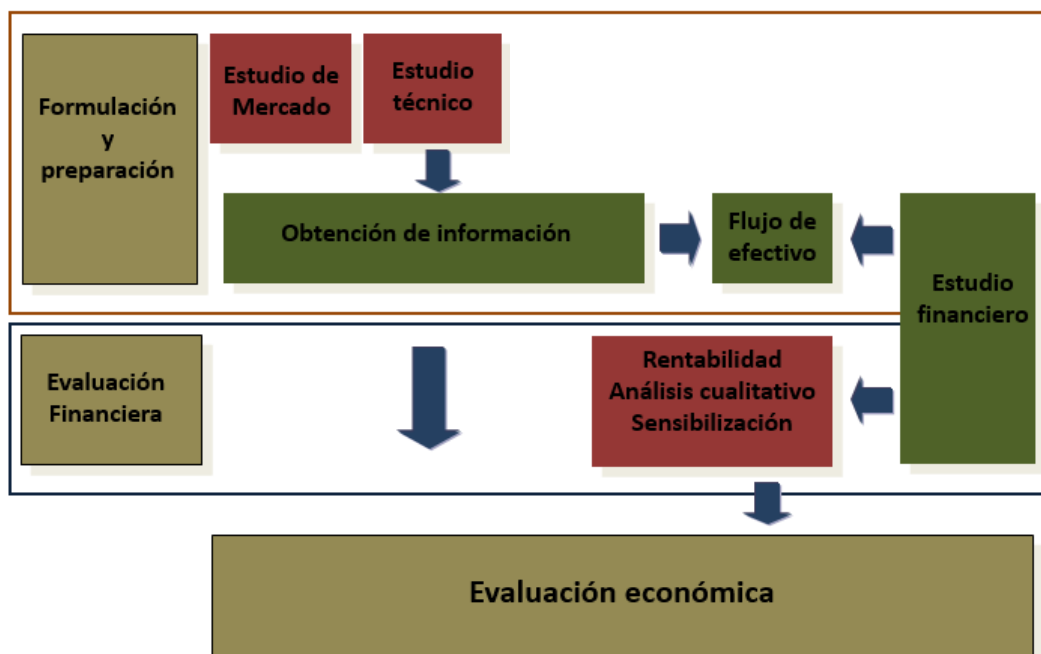 Formulación
y
preparación
Estudio de
Mercado
Estudio
técnico
Obtención de información
Flujo de
efectivo
Estudio
financiero
Evaluación
Financiera
Rentabilidad
Análisis cualitativo
Sensibilización
Evaluación económica